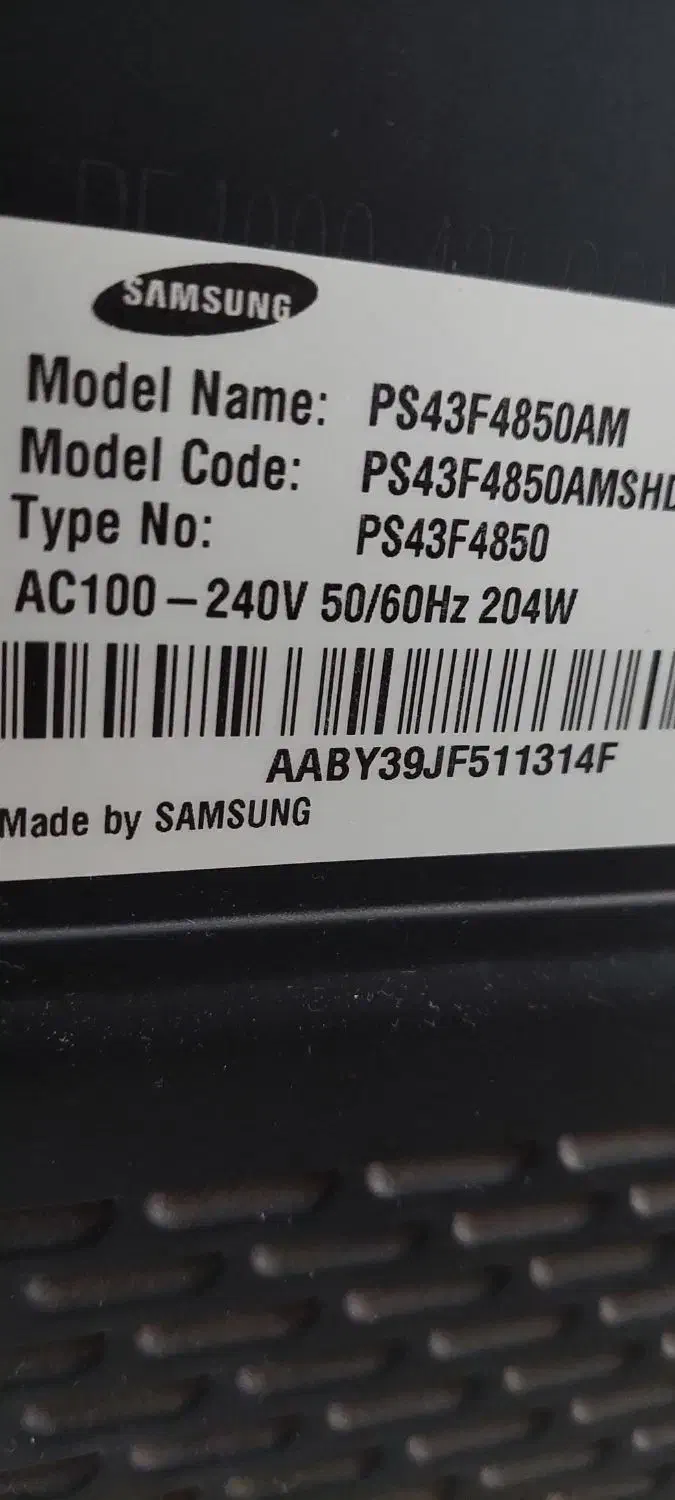 SAMSUNG
Model Name: PS43F4850AM
Model Code: PS43F4850AMSHD
Type No: PS43F4850
AC100-240V 50/60Hz 204W
AABY39JF511314F
Made by SAMSUNG